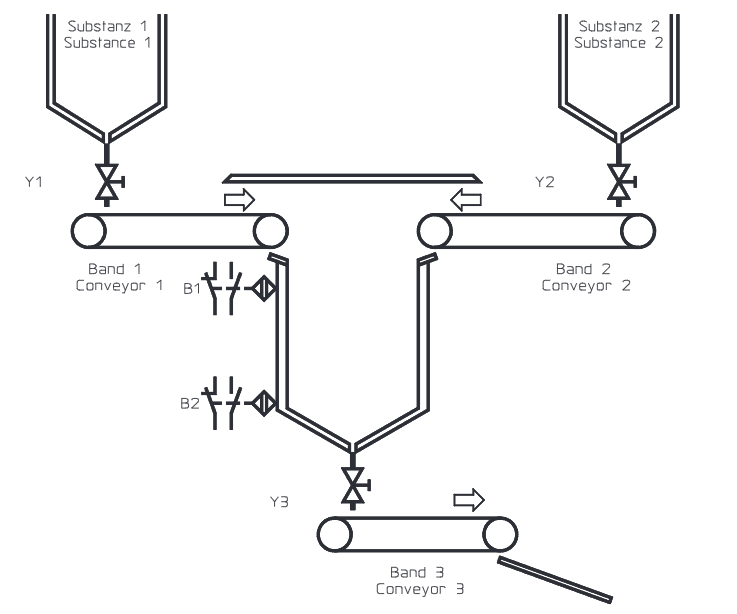 Substanz 1
Substance 1
Substanz 2
Substance 2
Y1
Y2
Band 1
Conveyor 1
Band 2
Conveyor 2
B1
B2
Y3
Band 3
Conveyor 3